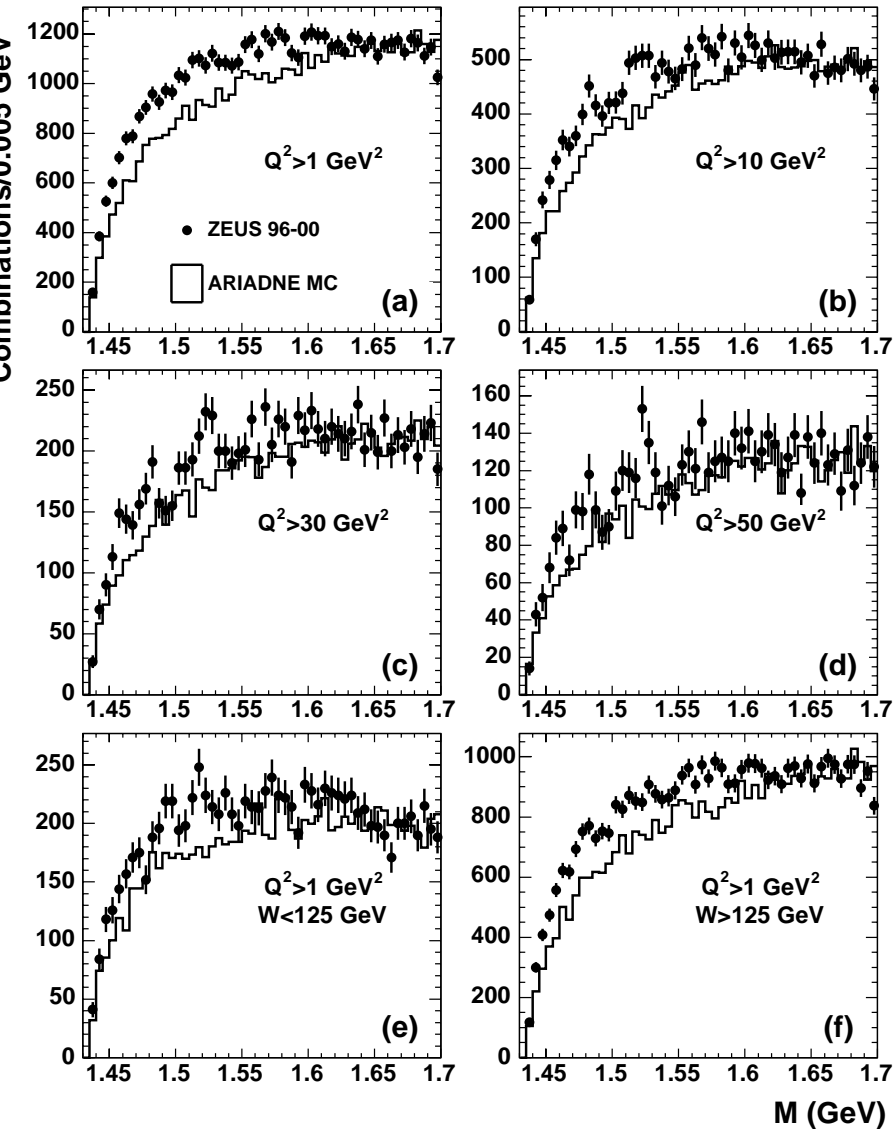 Combinations/0.005 GeV
1200
1000
800
600
400
200
0
1.45 1.5 1.55 1.6 1.65 1.7
Q²>1 GeV²
ZEUS 96-00
ARIADNE MC
(a)
500
400
300
200
100
0
1.45 1.5 1.55 1.6 1.65 1.7
Q²>10 GeV²
(b)
250
200
150
100
50
0
1.45 1.5 1.55 1.6 1.65 1.7
Q²>30 GeV²
(c)
160
140
120
100
80
60
40
20
0
1.45 1.5 1.55 1.6 1.65 1.7
Q²>50 GeV²
(d)
250
200
150
100
50
0
1.45 1.5 1.55 1.6 1.65 1.7
Q²>1 GeV²
W<125 GeV
(e)
1000
800
600
400
200
0
1.45 1.5 1.55 1.6 1.65 1.7
Q²>1 GeV²
W>125 GeV
(f)
M (GeV)